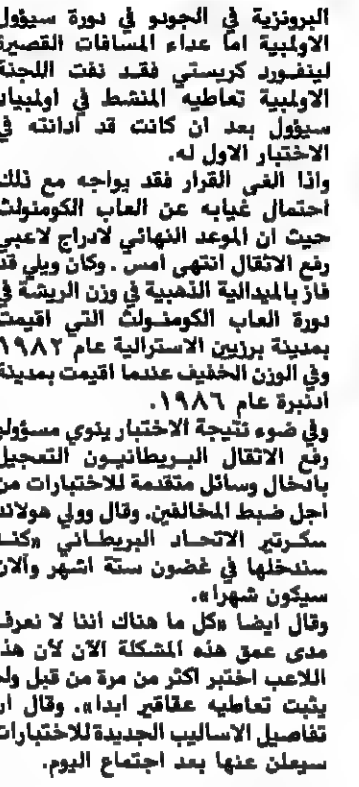 البرونزية في الجودو في دورة سيؤول
الاولمبية اما عداء المسافات القصيرة
لينفورد كريستي فقد نفت اللجنة
الاولمبية تعاطيه المنشط في اولمبياد
سيؤول بعد ان كانت قد ادانته في
الاختبار الاول له.
واذا الغي القرار فقد يواجه مع ذلك
احتمال غيابه عن العاب الكومنولث
حيث ان الموعد النهائي لادراج لاعبي
رفع الاثقال انتهى امس . وكان ويلي قد
فاز بالميدالية الذهبية في وزن الريشة في
دورة العاب الكومنولث التي اقيمت
بمدينة برزبين الاسترالية عام ١٩٨٢
وفي الوزن الخفيف عندما اقيمت بمدينة
ادنبرة عام ١٩٨٦.
وفي ضوء نتيجة الاختبار ينوي مسؤولو
رفع الاثقال البريطانيون التعجيل
بادخال وسائل متقدمة للاختبارات من
اجل ضبط المخالفين. وقال وولي هولاند
سكرتير الاتحاد البريطاني «كنا
سندخلها في غضون ستة اشهر والآن
سيكون شهرا».
وقال ايضا «كل ما هناك اننا لا نعرف
مدى عمق هذه المشكلة الآن لأن هذا
اللاعب اختبر اكثر من مرة من قبل ولم
يثبت تعاطيه عقاقير ابدا». وقال ان
تفاصيل الاساليب الجديدة للاختبارات
سيعلن عنها بعد اجتماع اليوم.